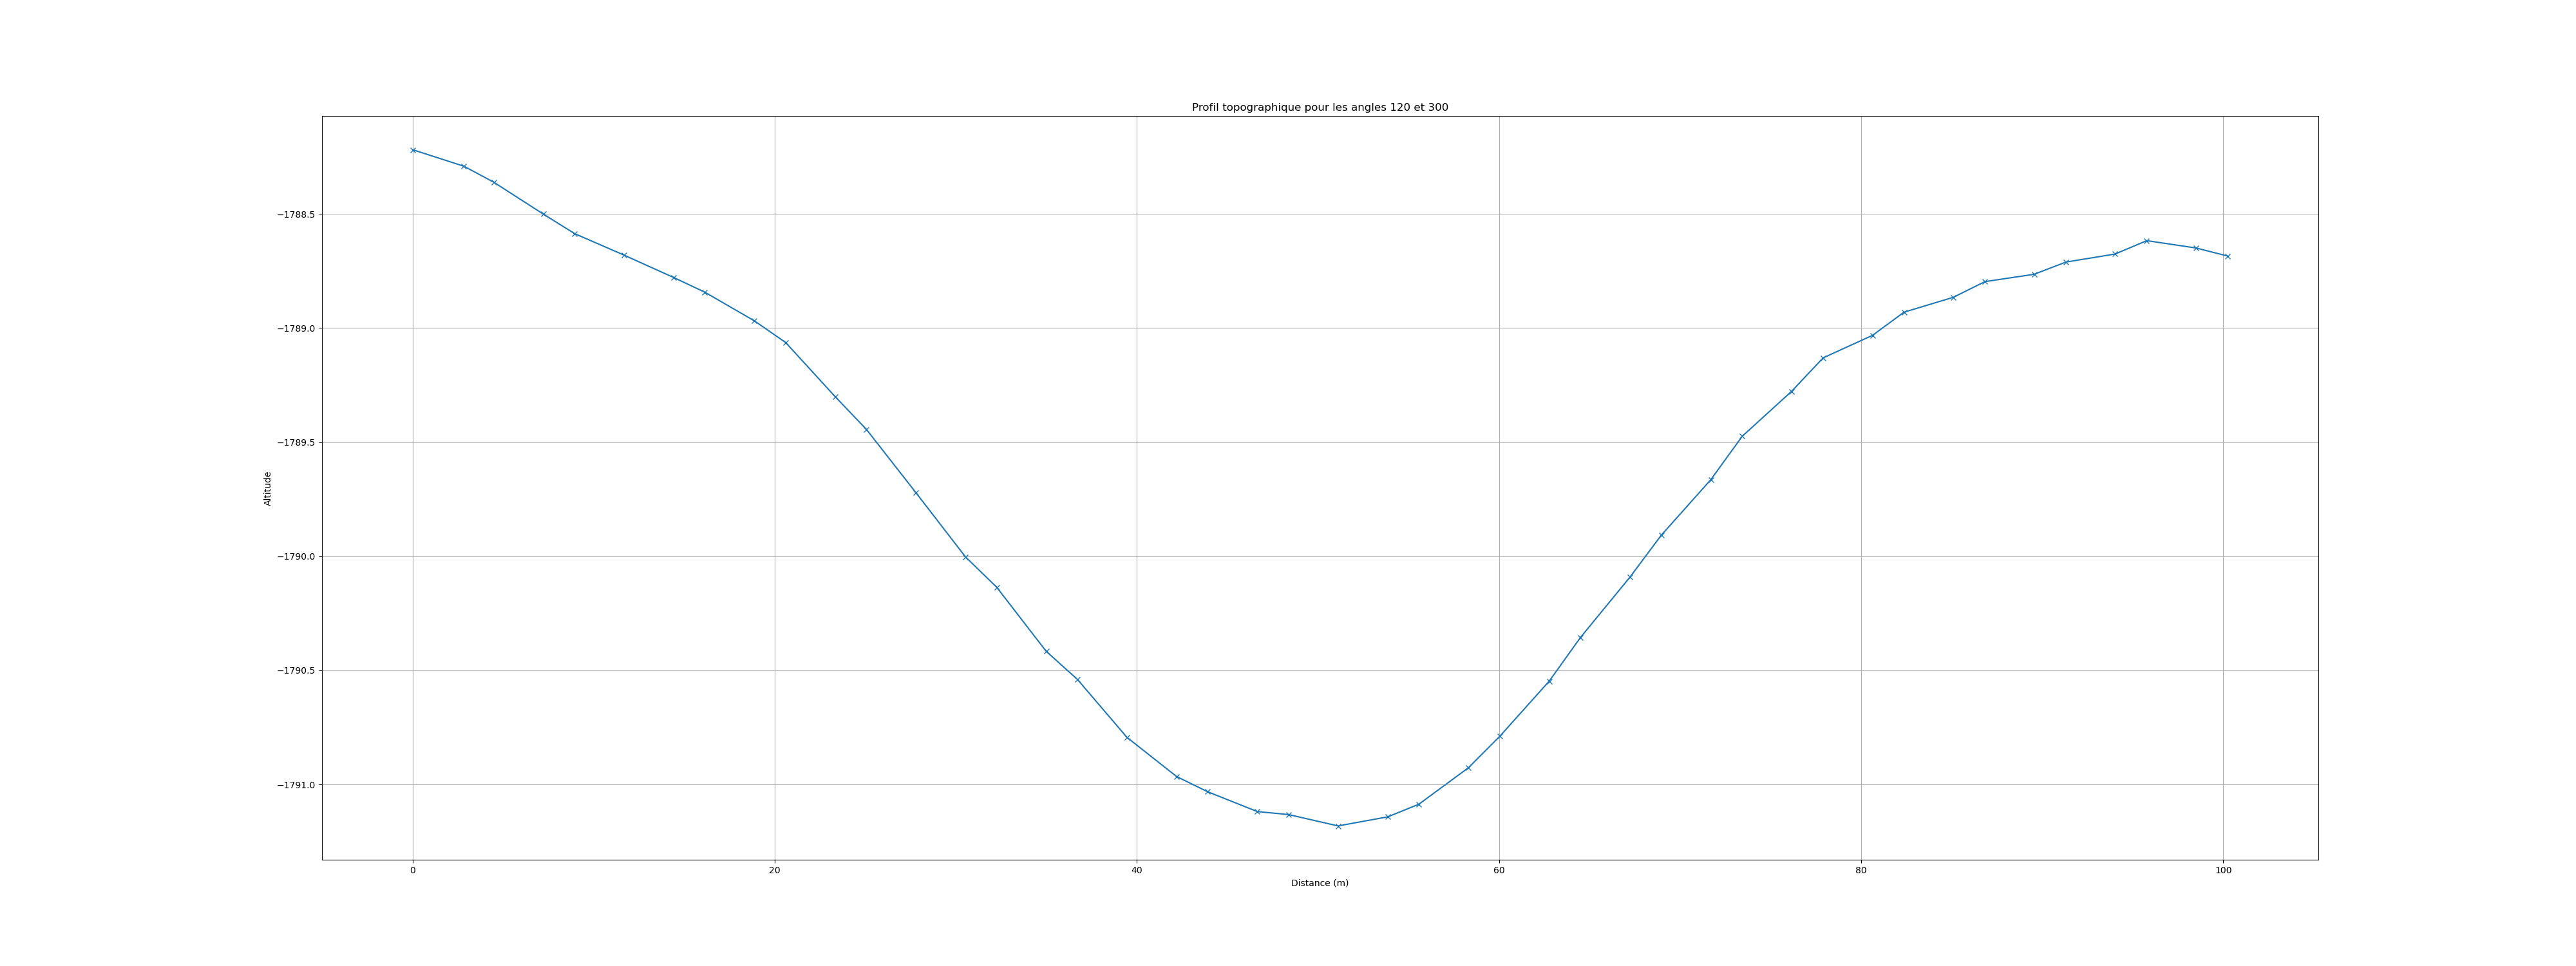 Profil topographique pour les angles 120 et 300
−1788.5
−1789.0
−1789.5
−1790.0
−1790.5
−1791.0
Altitude
0 20 40 60 80 100
Distance (m)